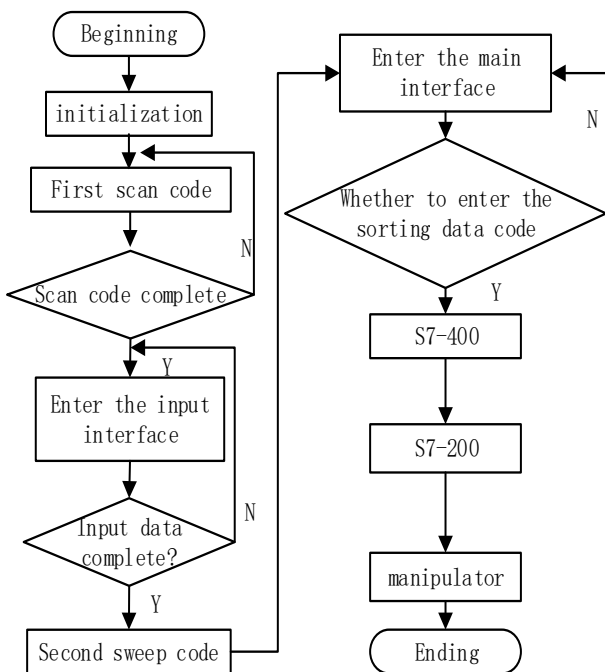 Beginning
initialization
First scan code
N
Scan code complete
Y
Enter the input
interface
N
Input data
complete?
Y
Second sweep code
Enter the main
interface
N
Whether to enter the
sorting data code
Y
S7-400
S7-200
manipulator
Ending